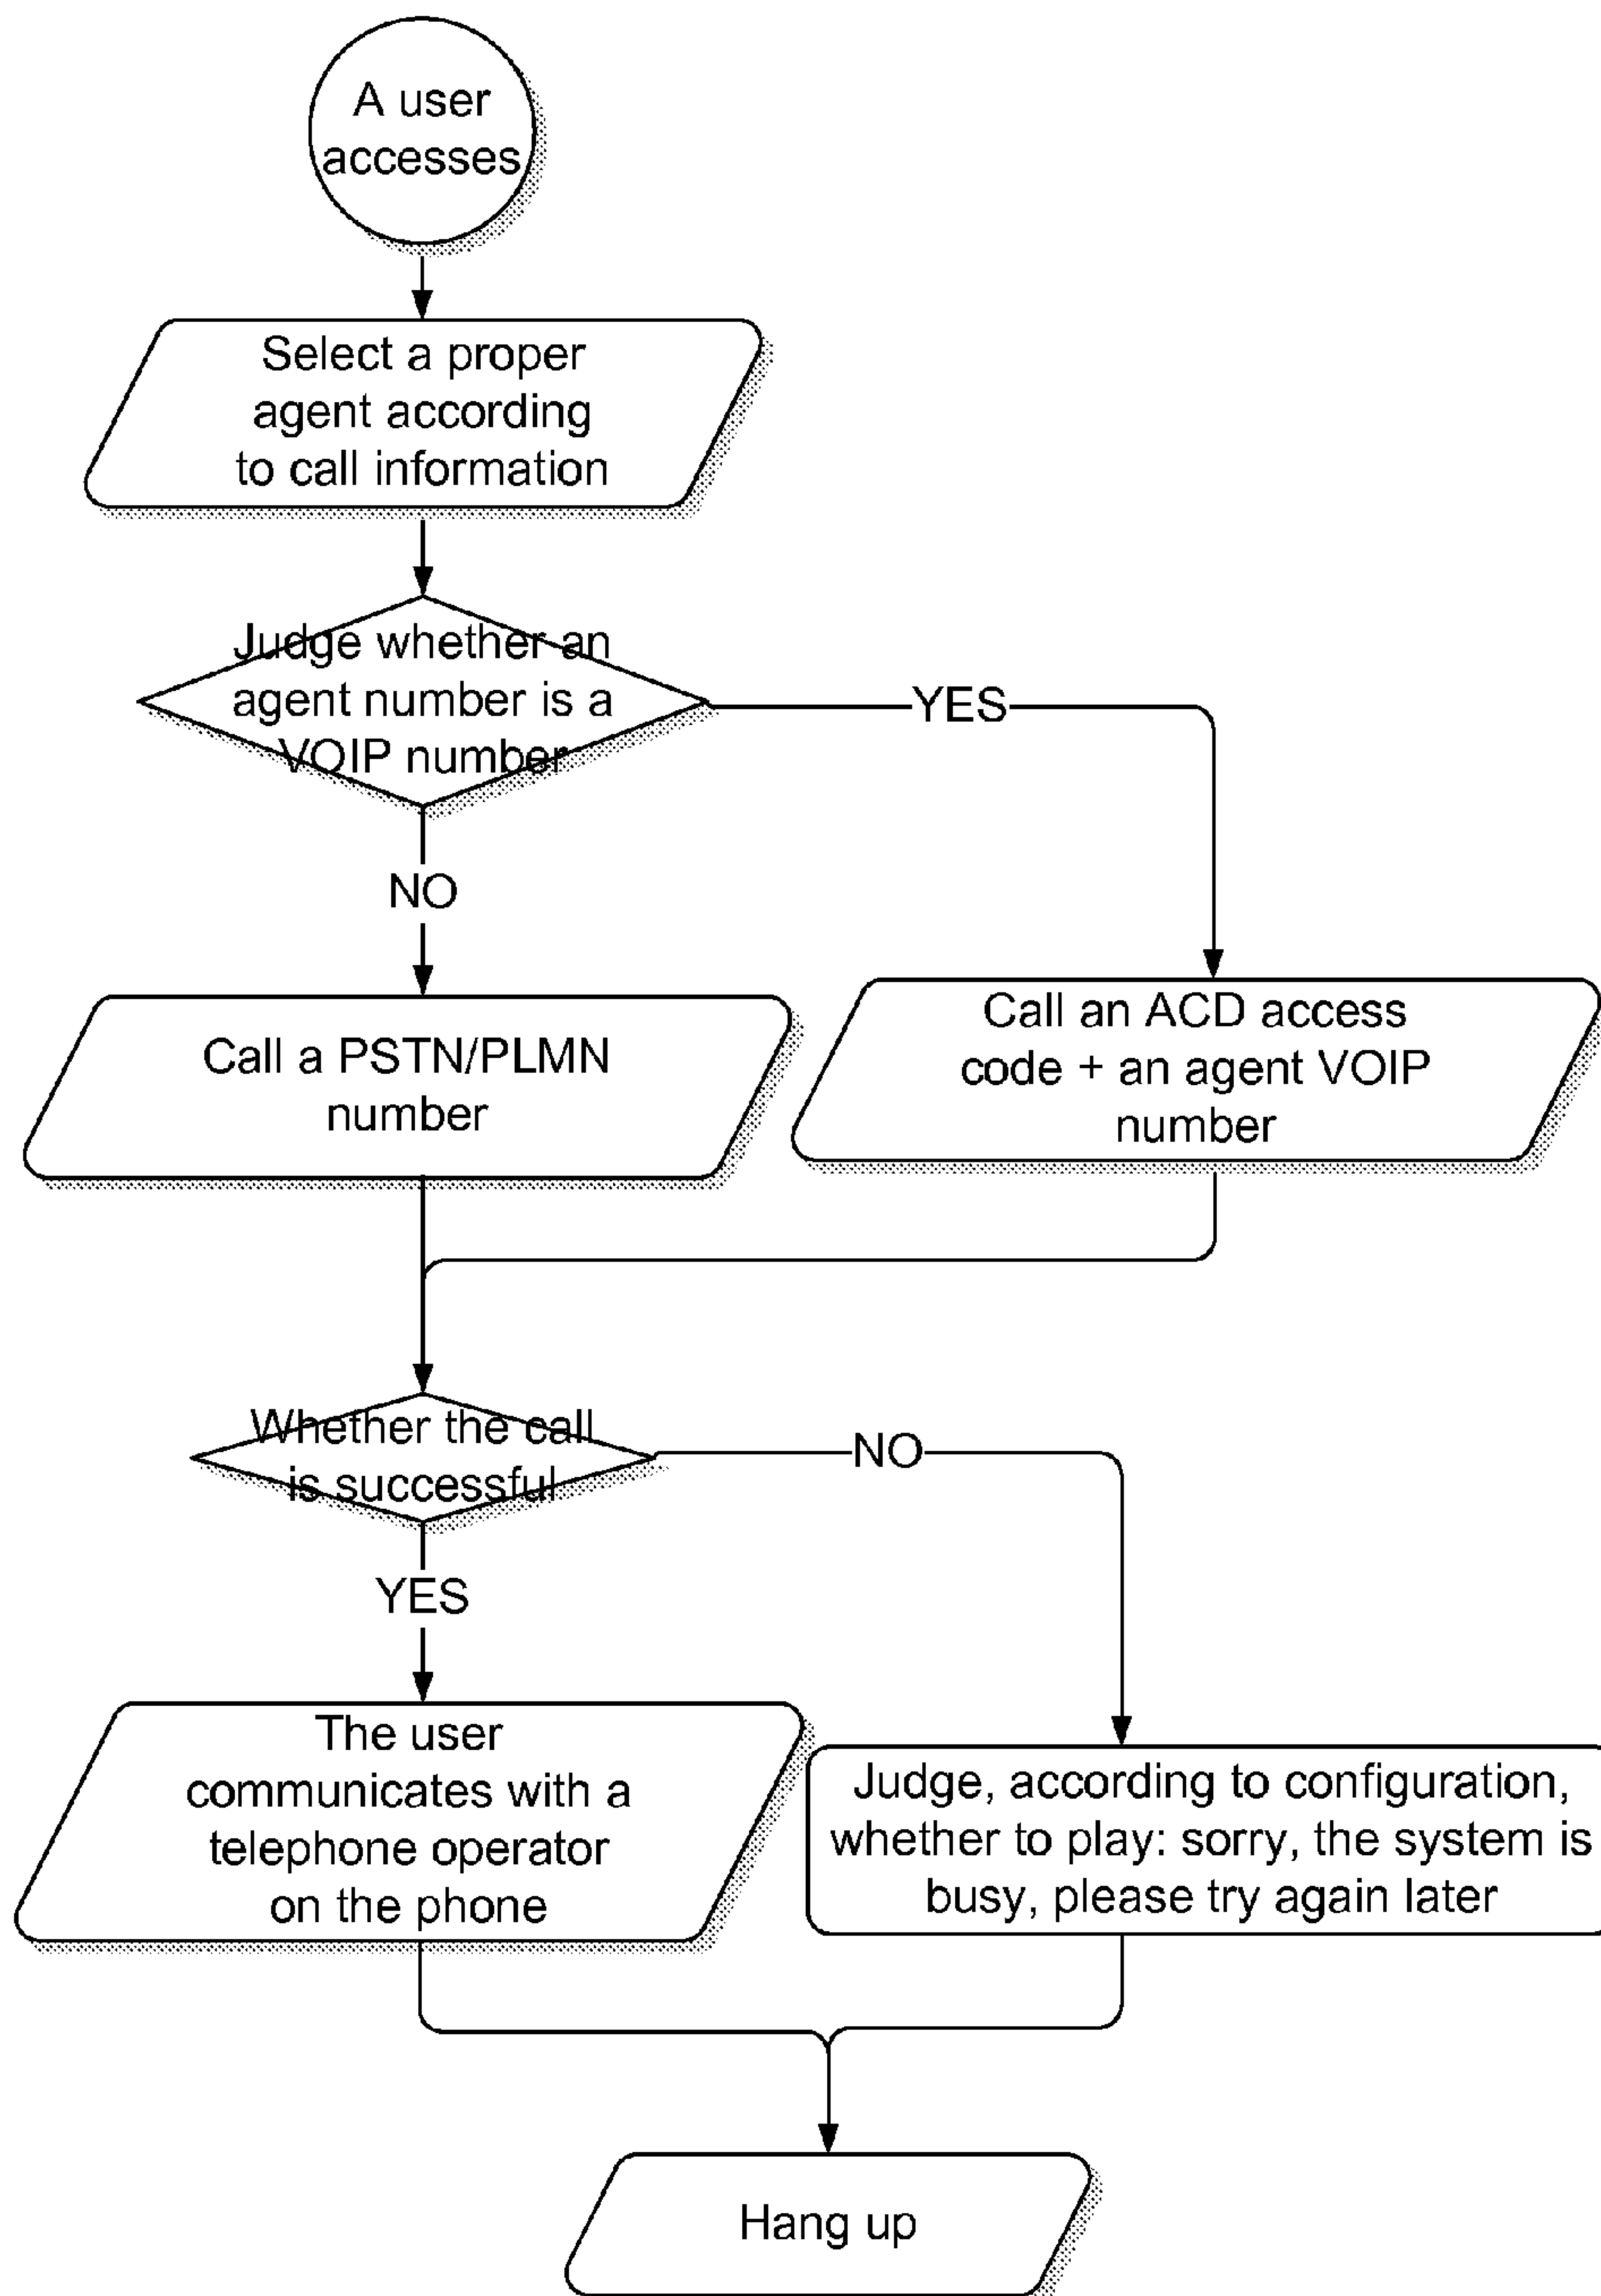 A user
accesses
Select a proper
agent according
to call information
Judge whether an
agent number is a
VOIP number
YES
NO
Call a PSTN/PLMN
number
Call an ACD access
code + an agent VOIP
number
Whether the call
is successful
NO
YES
The user
communicates with a
telephone operator
on the phone
Judge, according to configuration,
whether to play: sorry, the system is
busy, please try again later
Hang up